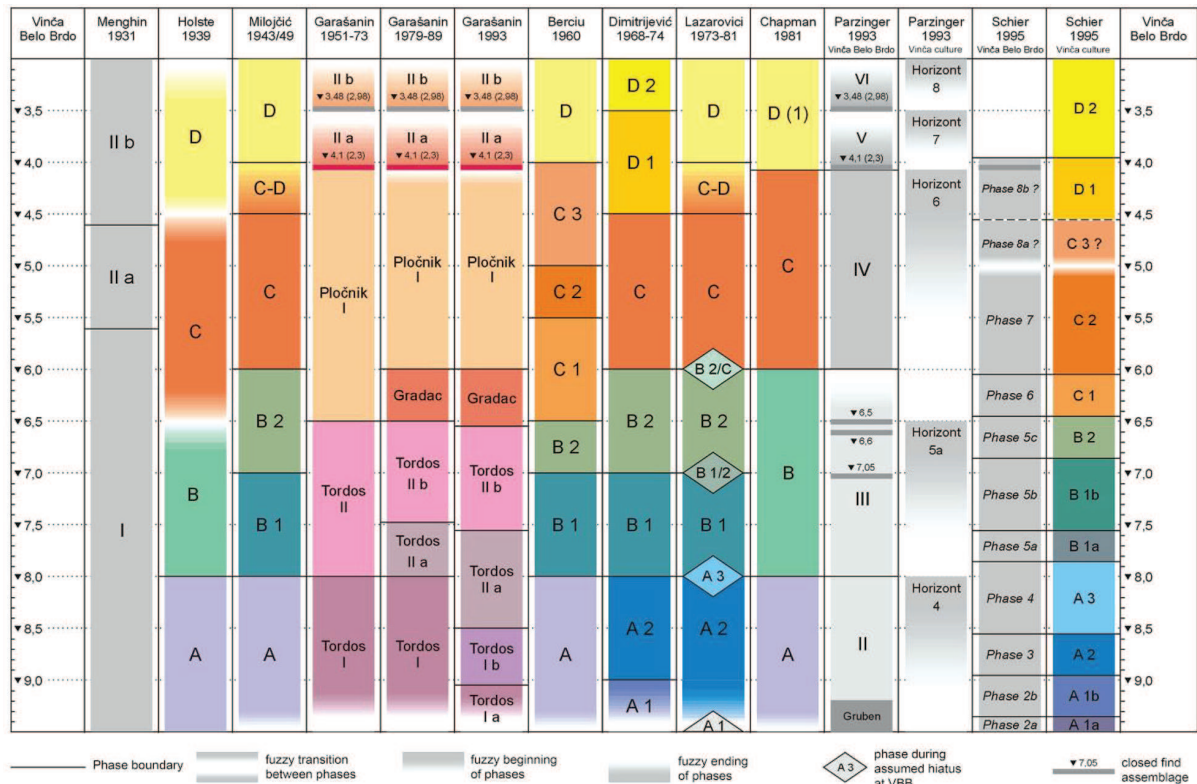 Vinča
Belo Brdo
Menghin
1931
Holste
1939
Milojčić
1943/49
Garašanin
1951-73
Garašanin
1979-89
Garašanin
1993
Berciu
1960
Dimitrijević
1968-74
Lazarovici
1973-81
Chapman
1981
Parzinger
1993
Vinča Belo Brdo
Parzinger
1993
Vinča culture
Schier
1995
Vinča Belo Brdo
Schier
1995
Vinča culture
Vinča
Belo Brdo
▼ 3,5
▼ 4,0
▼ 4,5
▼ 5,0
▼ 5,5
▼ 6,0
▼ 6,5
▼ 7,0
▼ 7,5
▼ 8,0
▼ 8,5
▼ 9,0
II b
II a
I
D
C
B
A
D
C-D
C
B 2
B 1
A
II b
▼ 3,48 (2,98)
II a
▼ 4,1 (2,3)
Pločnik
I
Tordos
II
Tordos
I
II b
▼ 3,48 (2,98)
II a
▼ 4,1 (2,3)
Pločnik
I
Gradac
Tordos
II b
Tordos
II a
Tordos
I
II b
▼ 3,48 (2,98)
II a
▼ 4,1 (2,3)
Pločnik
I
Gradac
Tordos
II b
Tordos
II a
Tordos
I b
Tordos
I a
D
C 3
C 2
C 1
B 2
B 1
A
D 2
D 1
C
B 2
B 1
A 2
A 1
D
C-D
C
B 2/C
B 2
B 1/2
B 1
A 3
A 2
A 1
D (1)
C
B
A
VI
▼ 3,48 (2,98)
V
▼ 4,1 (2,3)
IV
▼ 6,5
▼ 6,6
▼ 7,05
III
II
Gruben
Horizont
8
Horizont
7
Horizont
6
Horizont
5a
Horizont
4
Phase 8b ?
Phase 8a ?
Phase 7
Phase 6
Phase 5c
Phase 5b
Phase 5a
Phase 4
Phase 3
Phase 2b
Phase 2a
D 2
D 1
C 3 ?
C 2
C 1
B 2
B 1b
B 1a
A 3
A 2
A 1b
A 1a
▼ 3,5
▼ 4,0
▼ 4,5
▼ 5,0
▼ 5,5
▼ 6,0
▼ 6,5
▼ 7,0
▼ 7,5
▼ 8,0
▼ 8,5
▼ 9,0
Phase boundary
fuzzy transition
between phases
fuzzy beginning
of phases
fuzzy ending
of phases
A 3
phase during
assumed hiatus
at VBB
▼ 7,05
closed find
assemblage